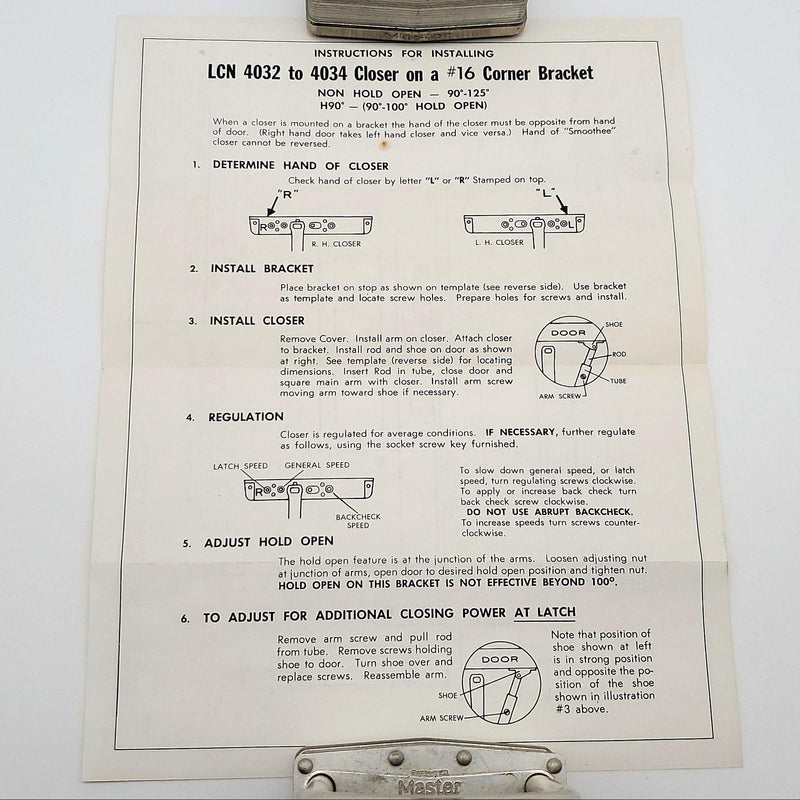 INSTRUCTIONS FOR INSTALLING
LCN 4032 to 4034 Closer on a #16 Corner Bracket
NON HOLD OPEN — 90°-125°
H90° — (90°-100° HOLD OPEN)
When a closer is mounted on a bracket the hand of the closer must be opposite from hand
of door. (Right hand door takes left hand closer and vice versa.) Hand of "Smoothee"
closer cannot be reversed.
1. DETERMINE HAND OF CLOSER
Check hand of closer by letter "L" or "R" Stamped on top.
"R"
"L"
R
L
R. H. CLOSER
L. H. CLOSER
2. INSTALL BRACKET
Place bracket on stop as shown on template (see reverse side). Use bracket
as template and locate screw holes. Prepare holes for screws and install.
3. INSTALL CLOSER
Remove Cover. Install arm on closer. Attach closer
to bracket. Install rod and shoe on door as shown
at right. See template (reverse side) for locating
dimensions. Insert Rod in tube, close door and
square main arm with closer. Install arm screw
moving arm toward shoe if necessary.
SHOE
DOOR
ROD
TUBE
ARM SCREW
4. REGULATION
Closer is regulated for average conditions. IF NECESSARY, further regulate
as follows, using the socket screw key furnished.
LATCH SPEED
GENERAL SPEED
R
BACKCHECK
SPEED
To slow down general speed, or latch
speed, turn regulating screws clockwise.
To apply or increase back check turn
back check screw clockwise.
DO NOT USE ABRUPT BACKCHECK.
To increase speeds turn screws counter-
clockwise.
5. ADJUST HOLD OPEN
The hold open feature is at the junction of the arms. Loosen adjusting nut
at junction of arms, open door to desired hold open position and tighten nut.
HOLD OPEN ON THIS BRACKET IS NOT EFFECTIVE BEYOND 100°.
6. TO ADJUST FOR ADDITIONAL CLOSING POWER AT LATCH
Remove arm screw and pull rod
from tube. Remove screws holding
shoe to door. Turn shoe over and
replace screws. Reassemble arm.
DOOR
SHOE
ARM SCREW
Note that position of
shoe shown at left
is in strong position
and opposite the po-
sition of the shoe
shown in illustration
#3 above.
Master